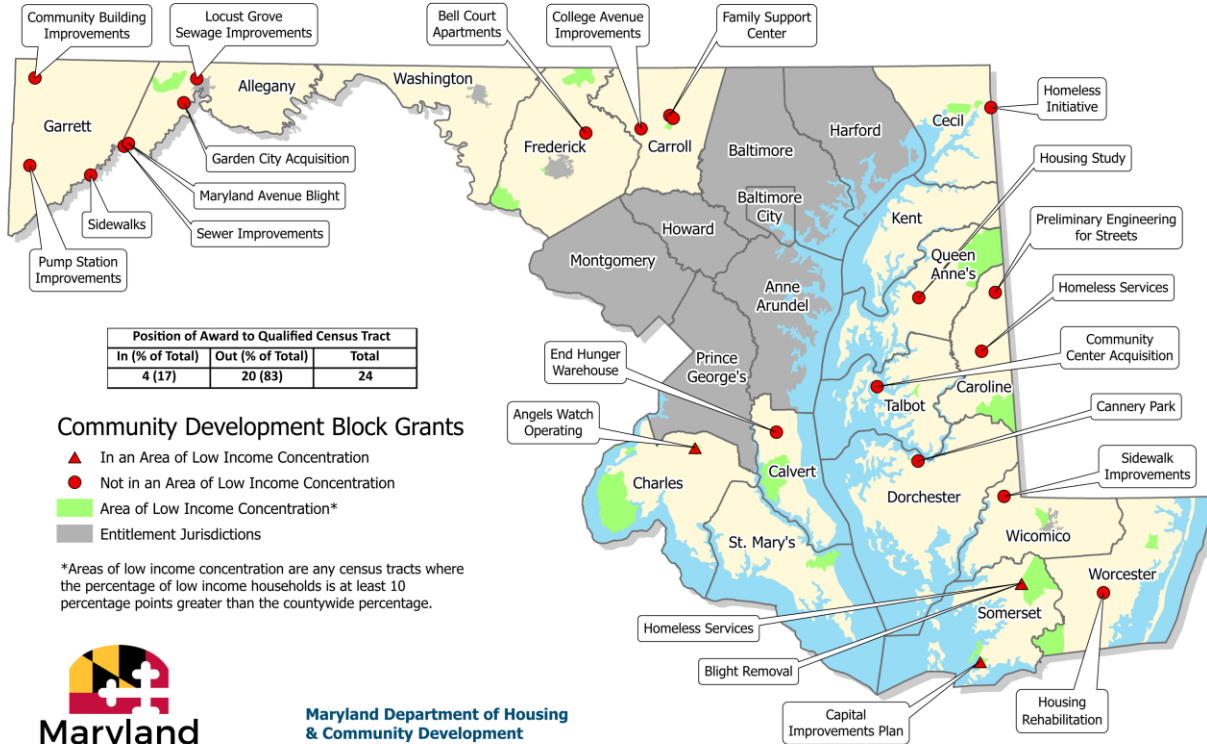 Community Building
Improvements
Locust Grove
Sewage Improvements
Bell Court
Apartments
College Avenue
Improvements
Family Support
Center
Homeless
Initiative
Washington
Allegany
Garrett
Garden City Acquisition
Maryland Avenue Blight
Sidewalks
Sewer Improvements
Pump Station
Improvements
Frederick
Carroll
Baltimore
Harford
Cecil
Baltimore
City
Howard
Montgomery
Anne
Arundel
Prince
George's
Kent
Queen
Anne's
Housing Study
Preliminary Engineering
for Streets
Homeless Services
Community
Center Acquisition
Caroline
Talbot
Cannery Park
End Hunger
Warehouse
Angels Watch
Operating
Calvert
Charles
St. Mary's
Dorchester
Sidewalk
Improvements
Wicomico
Worcester
Somerset
Homeless Services
Blight Removal
Capital
Improvements Plan
Housing
Rehabilitation
Position of Award to Qualified Census Tract
In (% of Total) Out (% of Total) Total
4 (17) 20 (83) 24
Community Development Block Grants
In an Area of Low Income Concentration
Not in an Area of Low Income Concentration
Area of Low Income Concentration*
Entitlement Jurisdictions
*Areas of low income concentration are any census tracts where
the percentage of low income households is at least 10
percentage points greater than the countywide percentage.
Maryland
Maryland Department of Housing
& Community Development